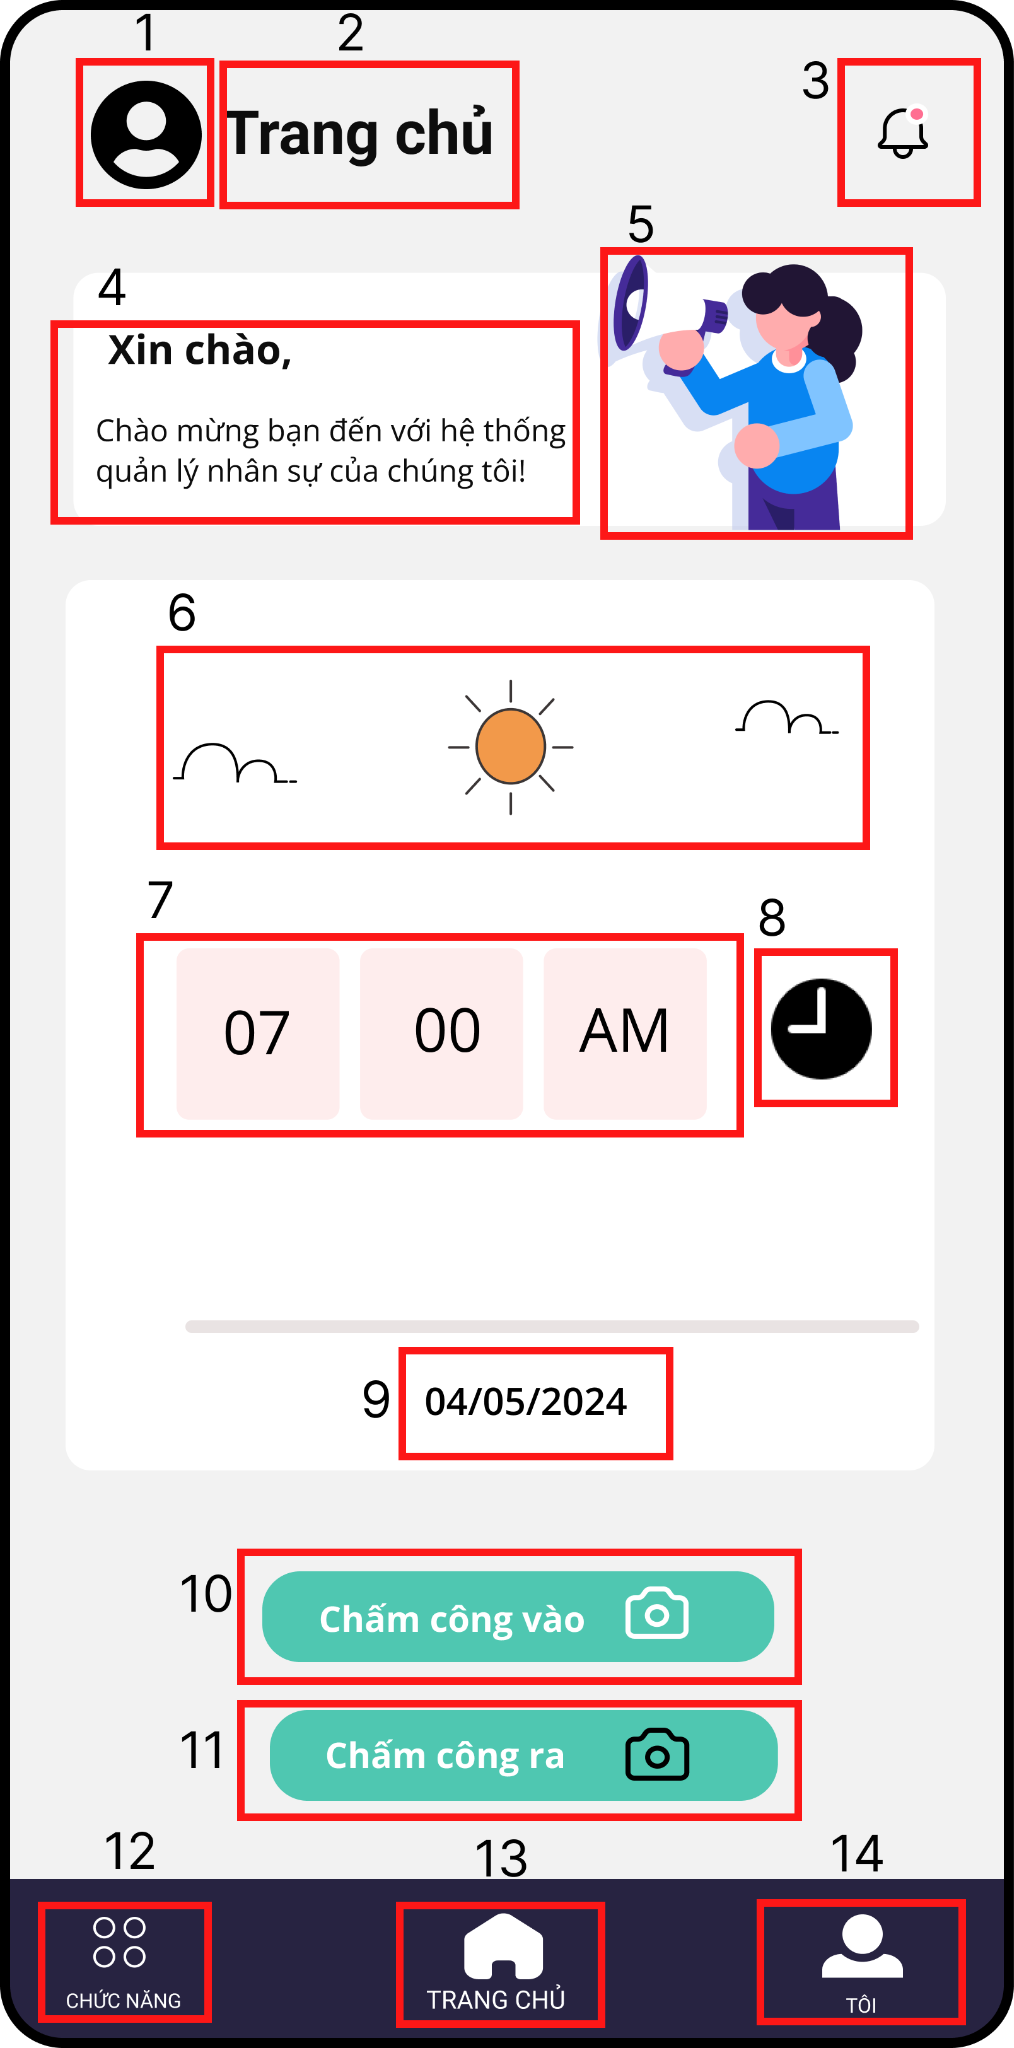 1
2
3
Trang chủ
4
5
Xin chào,
Chào mừng bạn đến với hệ thống
quản lý nhân sự của chúng tôi!
6
7
8
07 00 AM
9
04/05/2024
10
Chấm công vào
11
Chấm công ra
12
13
14
CHỨC NĂNG
TRANG CHỦ
TÔI